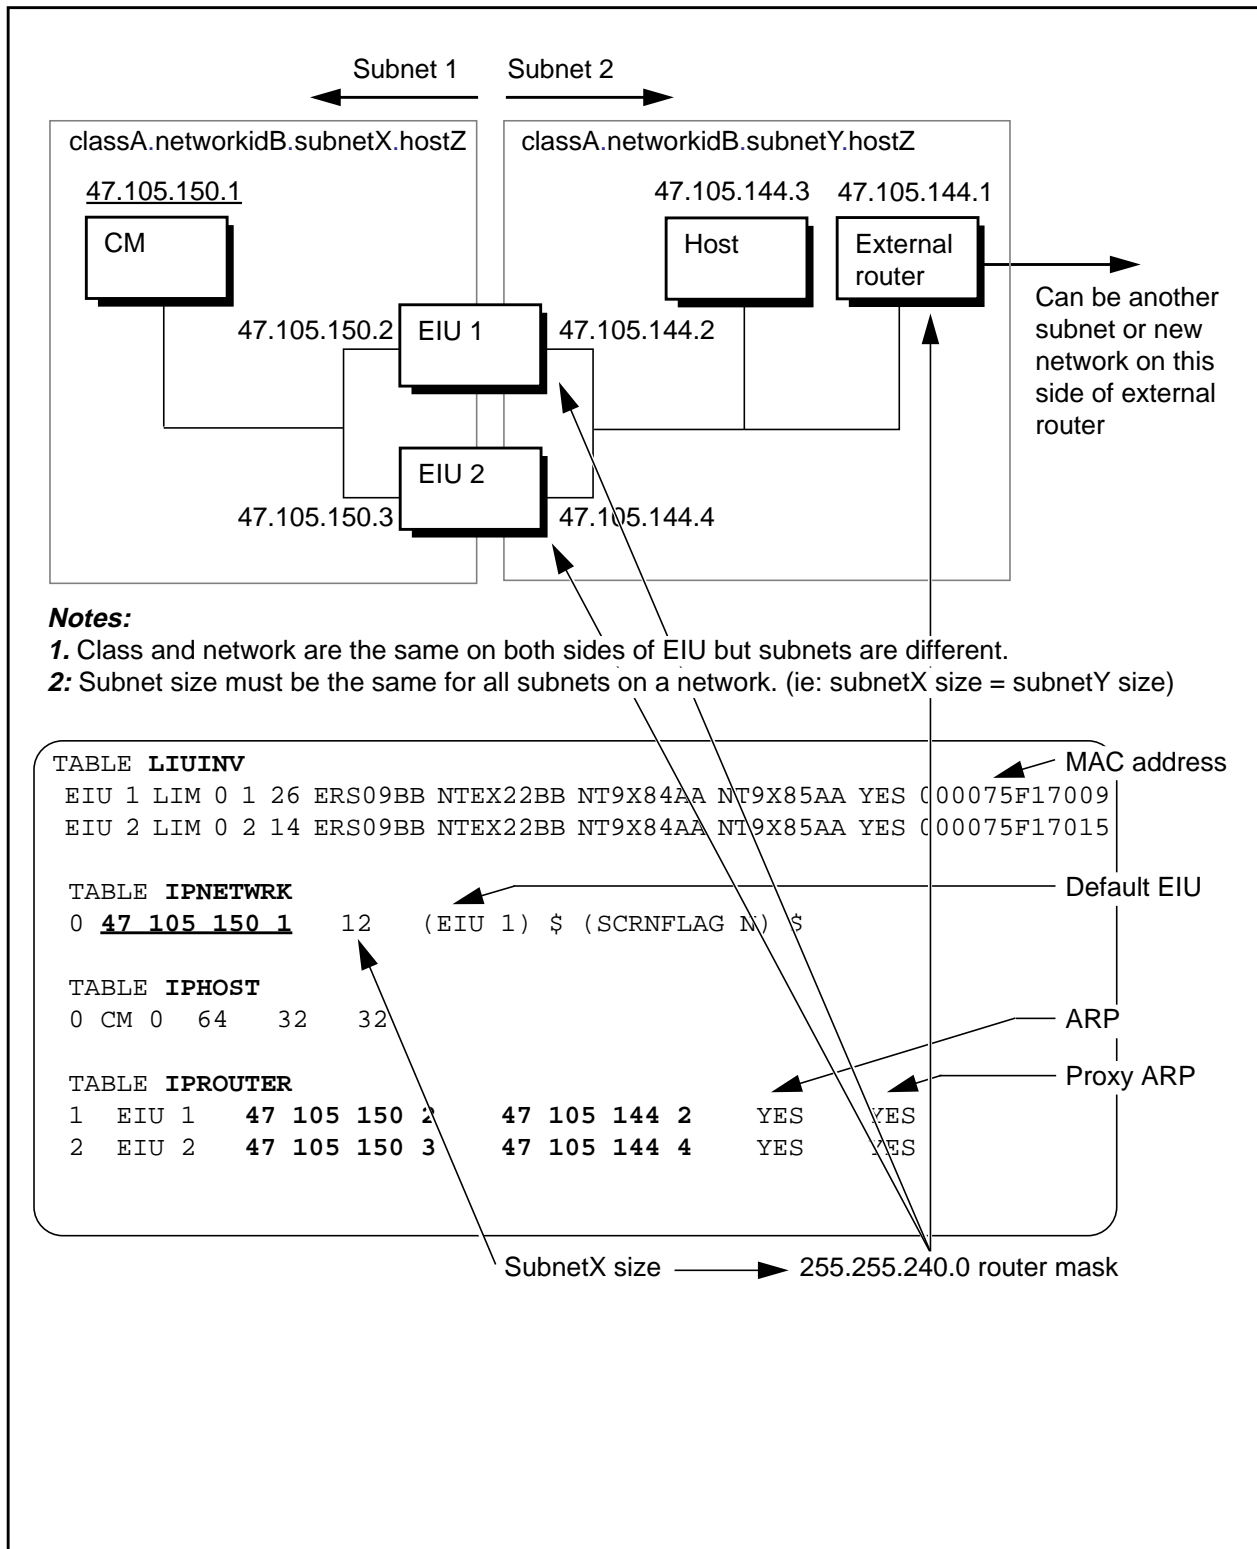 Subnet 1 Subnet 2
classA.networkidB.subnetX.hostZ classA.networkidB.subnetY.hostZ
47.105.150.1 47.105.144.3 47.105.144.1
CM Host External
router
Can be another
subnet or new
network on this
side of external
router
47.105.150.2 EIU 1 47.105.144.2
EIU 2
47.105.150.3 47.105.144.4
Notes:
1. Class and network are the same on both sides of EIU but subnets are different.
2: Subnet size must be the same for all subnets on a network. (ie: subnetX size = subnetY size)
TABLE LIUINV MAC address
EIU 1 LIM 0 1 26 ERS09BB NTEX22BB NT9X84AA NT9X85AA YES 000075F17009
EIU 2 LIM 0 2 14 ERS09BB NTEX22BB NT9X84AA NT9X85AA YES 000075F17015
TABLE IPNETWRK Default EIU
0 47 105 150 1 12 (EIU 1) $ (SCRNFLAG N) $
TABLE IPHOST
0 CM 0 64 32 32
ARP
TABLE IPROUTER Proxy ARP
1 EIU 1 47 105 150 2 47 105 144 2 YES YES
2 EIU 2 47 105 150 3 47 105 144 4 YES YES
SubnetX size 255.255.240.0 router mask